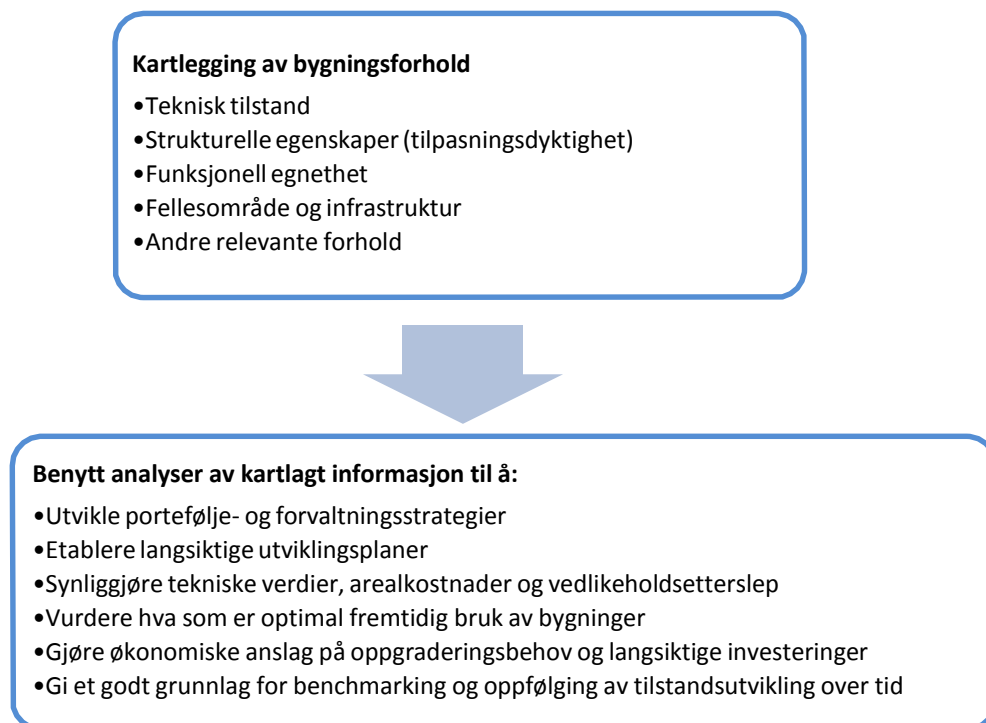 Kartlegging av bygningsforhold
•Teknisk tilstand
•Strukturelle egenskaper (tilpasningsdyktighet)
•Funksjonell egnethet
•Fellesområde og infrastruktur
•Andre relevante forhold
Benytt analyser av kartlagt informasjon til å:
•Utvikle portefølje- og forvaltningsstrategier
•Etablere langsiktige utviklingsplaner
•Synliggjøre tekniske verdier, arealkostnader og vedlikeholdsetterslep
•Vurdere hva som er optimal fremtidig bruk av bygninger
•Gjøre økonomiske anslag på oppgraderingsbehov og langsiktige investeringer
•Gi et godt grunnlag for benchmarking og oppfølging av tilstandsutvikling over tid